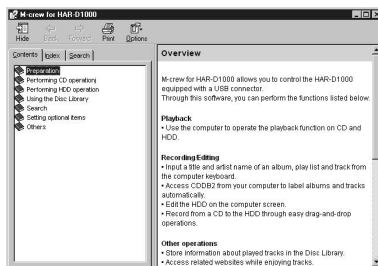 M-crew for HAR-D1000
Hide Back Forward Print Options
Contents Index Search
Preparation
Performing CD operationj
Performing HDD operation
Using the Disc Library
Search
Setting optional items
Others
Overview
M-crew for HAR-D1000 allows you to control the HAR-D1000
equipped with a USB connector.
Through this software, you can perform the functions listed below.
Playback
• Use the computer to operate the playback function on CD and
HDD.
Recording/Editing
• Input a title and artist name of an album, play list and track from
the computer keyboard.
• Access CDDB2 from your computer to label albums and tracks
automatically.
• Edit the HDD on the computer screen.
• Record from a CD to the HDD through easy drag-and-drop
operations.
Other operations
• Store information about played tracks in the Disc Library.
• Access related websites while enjoying tracks.